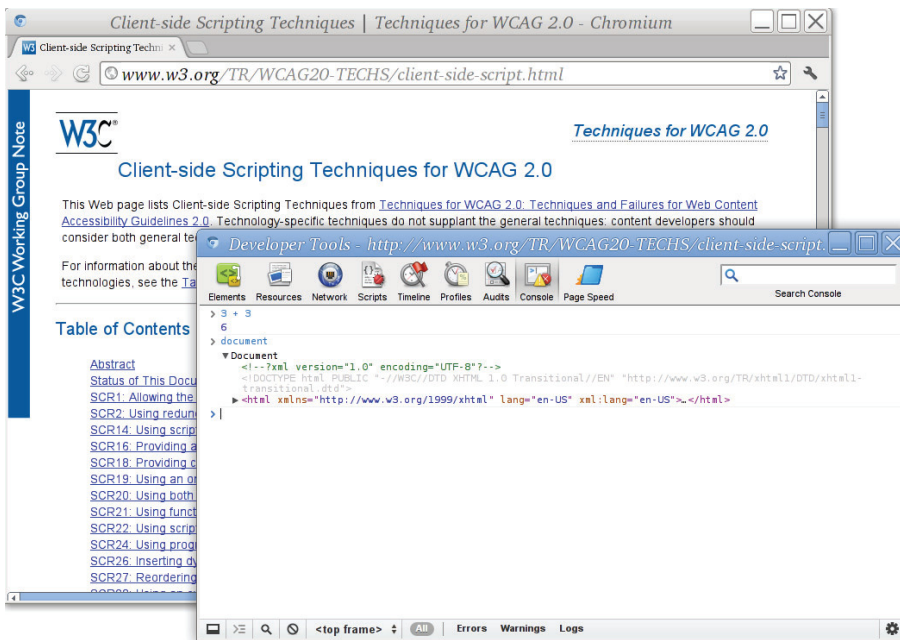 Client-side Scripting Techniques | Techniques for WCAG 2.0 - Chromium
W3 Client-side Scripting Techni ×
www.w3.org/TR/WCAG20-TECHS/client-side-script.html
W3C Working Group Note
W3C®
Techniques for WCAG 2.0
Client-side Scripting Techniques for WCAG 2.0
This Web page lists Client-side Scripting Techniques from Techniques for WCAG 2.0: Techniques and Failures for Web Content
Accessibility Guidelines 2.0. Technology-specific techniques do not supplant the general techniques: content developers should
consider both general te
For information about the
technologies, see the Ta
Table of Contents
Abstract
Status of This Docu
SCR1: Allowing the
SCR2: Using redun
SCR14: Using scrip
SCR16: Providing a
SCR18: Providing c
SCR19: Using an on
SCR20: Using both
SCR21: Using funct
SCR22: Using scrip
SCR24: Using progr
SCR26: Inserting dy
SCR27: Reordering
Developer Tools - http://www.w3.org/TR/WCAG20-TECHS/client-side-script.
Elements Resources Network Scripts Timeline Profiles Audits Console Page Speed
Search Console
> 3 + 3
6
> document
▼Document
<!--?xml version="1.0" encoding="UTF-8"?-->
<!DOCTYPE html PUBLIC "-//W3C//DTD XHTML 1.0 Transitional//EN" "http://www.w3.org/TR/xhtml1/DTD/xhtml1-
transitional.dtd">
▶<html xmlns="http://www.w3.org/1999/xhtml" lang="en-US" xml:lang="en-US">…</html>
>
<top frame> All Errors Warnings Logs